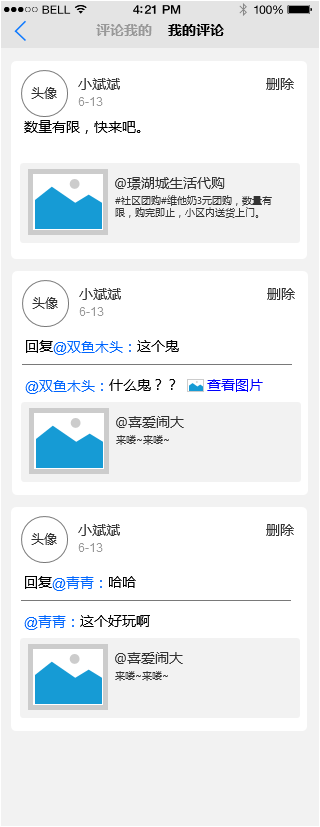 BELL 4:21 PM 100%
评论我的 我的评论
头像 小斌斌 删除
6-13
数量有限，快来吧。
@璟湖城生活代购
#社区团购#维他奶3元团购，数量有
限，购完即止，小区内送货上门。
头像 小斌斌 删除
6-13
回复@双鱼木头：这个鬼
@双鱼木头：什么鬼？？ 查看图片
@喜爱闹大
来喽~来喽~
头像 小斌斌 删除
6-13
回复@青青：哈哈
@青青：这个好玩啊
@喜爱闹大
来喽~来喽~